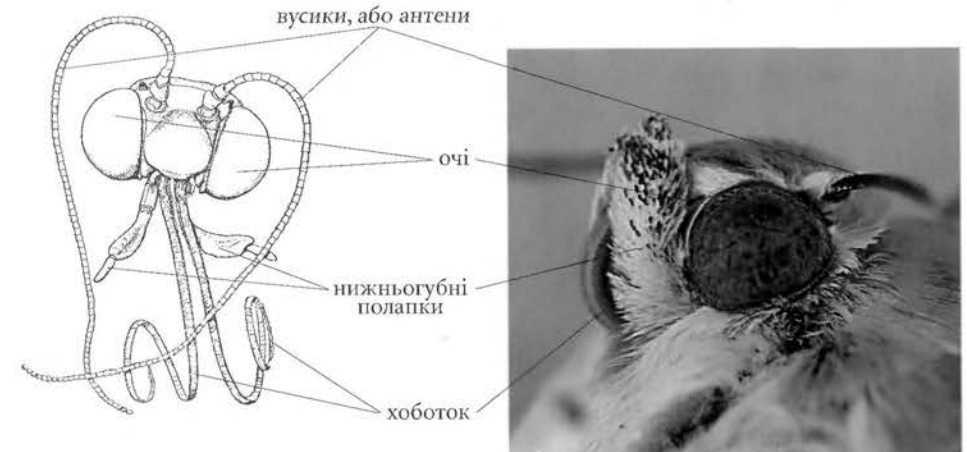 вусики, або антени
очі
нижньогубні
полапки
хоботок